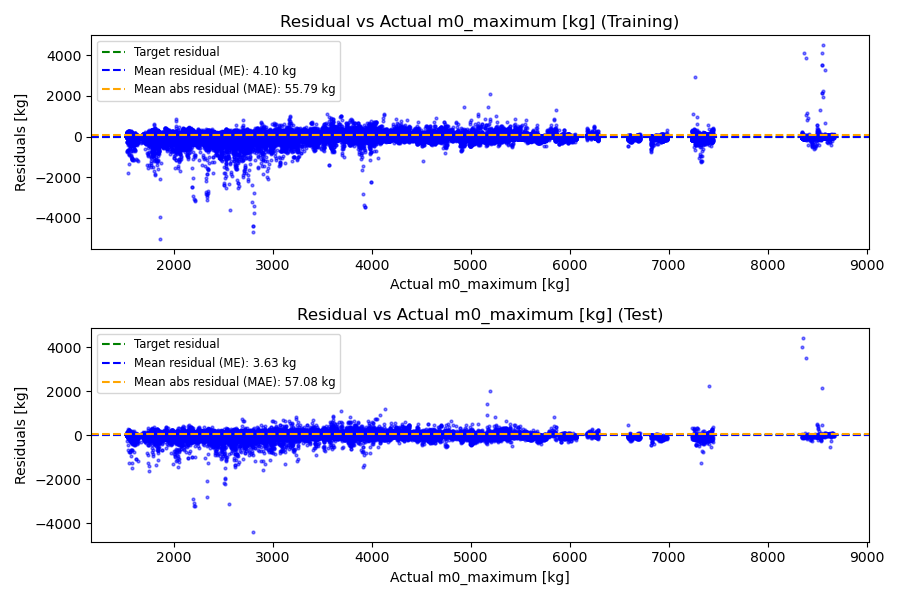 Residual vs Actual m0_maximum [kg] (Training)
Target residual
Mean residual (ME): 4.10 kg
Mean abs residual (MAE): 55.79 kg
4000
2000
0
−2000
−4000
Residuals [kg]
2000 3000 4000 5000 6000 7000 8000 9000
Actual m0_maximum [kg]
Residual vs Actual m0_maximum [kg] (Test)
Target residual
Mean residual (ME): 3.63 kg
Mean abs residual (MAE): 57.08 kg
4000
2000
0
−2000
−4000
Residuals [kg]
2000 3000 4000 5000 6000 7000 8000 9000
Actual m0_maximum [kg]